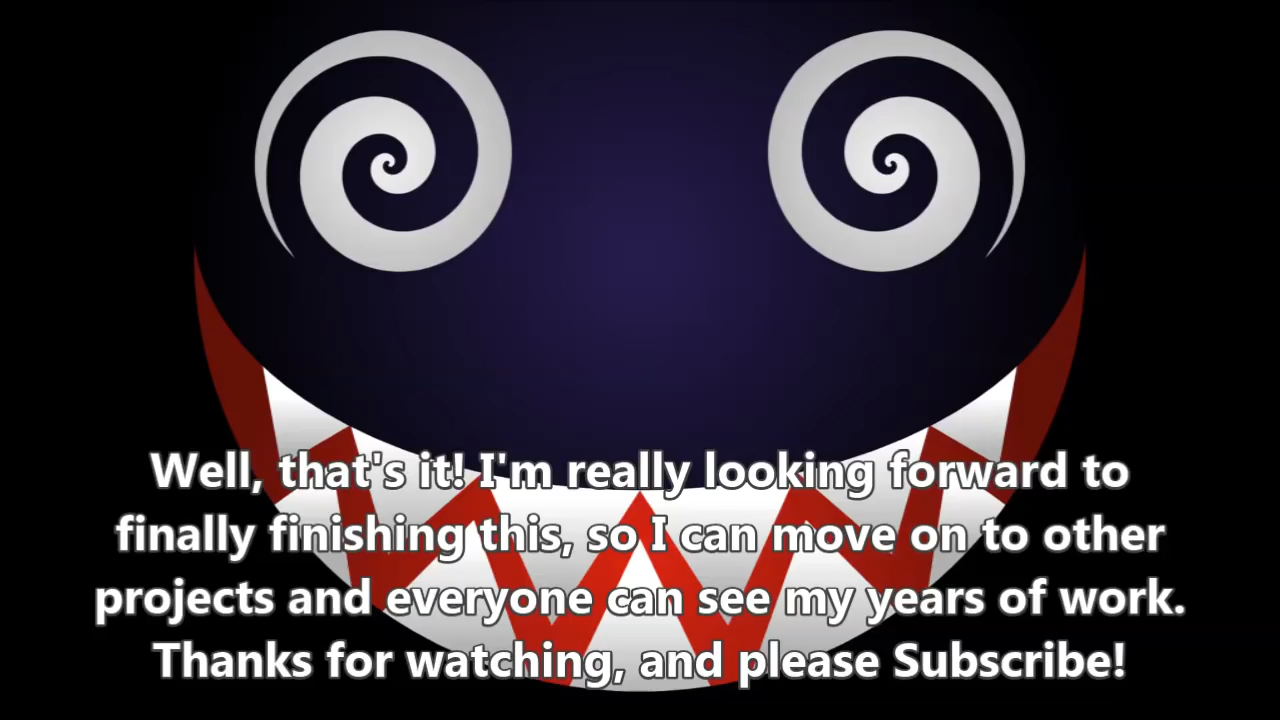 Well, that's it! I'm really looking forward to
finally finishing this, so I can move on to other
projects and everyone can see my years of work.
Thanks for watching, and please Subscribe!